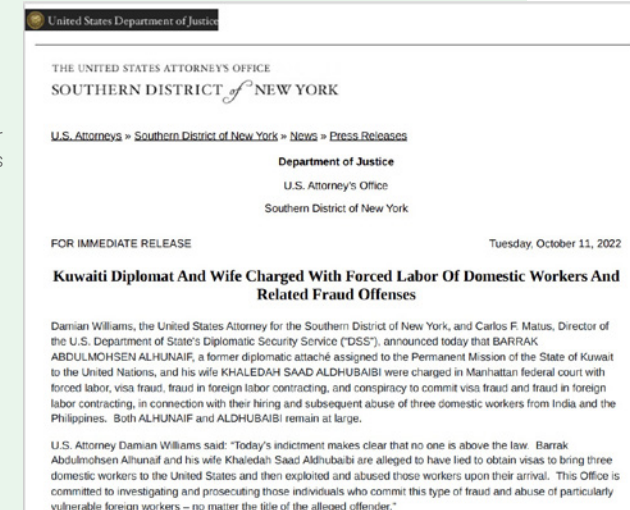 United States Department of Justice
THE UNITED STATES ATTORNEY'S OFFICE
SOUTHERN DISTRICT of NEW YORK
U.S. Attorneys » Southern District of New York » News » Press Releases
Department of Justice
U.S. Attorney's Office
Southern District of New York
FOR IMMEDIATE RELEASE Tuesday, October 11, 2022
Kuwaiti Diplomat And Wife Charged With Forced Labor Of Domestic Workers And
Related Fraud Offenses
Damian Williams, the United States Attorney for the Southern District of New York, and Carlos F. Matus, Director of
the U.S. Department of State's Diplomatic Security Service ("DSS"), announced today that BARRAK
ABDULMOHSEN ALHUNAIF, a former diplomatic attaché assigned to the Permanent Mission of the State of Kuwait
to the United Nations, and his wife KHALEDAH SAAD ALDHUBAIBI were charged in Manhattan federal court with
forced labor, visa fraud, fraud in foreign labor contracting, and conspiracy to commit visa fraud and fraud in foreign
labor contracting, in connection with their hiring and subsequent abuse of three domestic workers from India and the
Philippines. Both ALHUNAIF and ALDHUBAIBI remain at large.
U.S. Attorney Damian Williams said: "Today's indictment makes clear that no one is above the law. Barrak
Abdulmohsen Alhunaif and his wife Khaledah Saad Aldhubaibi are alleged to have lied to obtain visas to bring three
domestic workers to the United States and then exploited and abused those workers upon their arrival. This Office is
committed to investigating and prosecuting those individuals who commit this type of fraud and abuse of particularly
vulnerable foreign workers – no matter the title of the alleged offender."